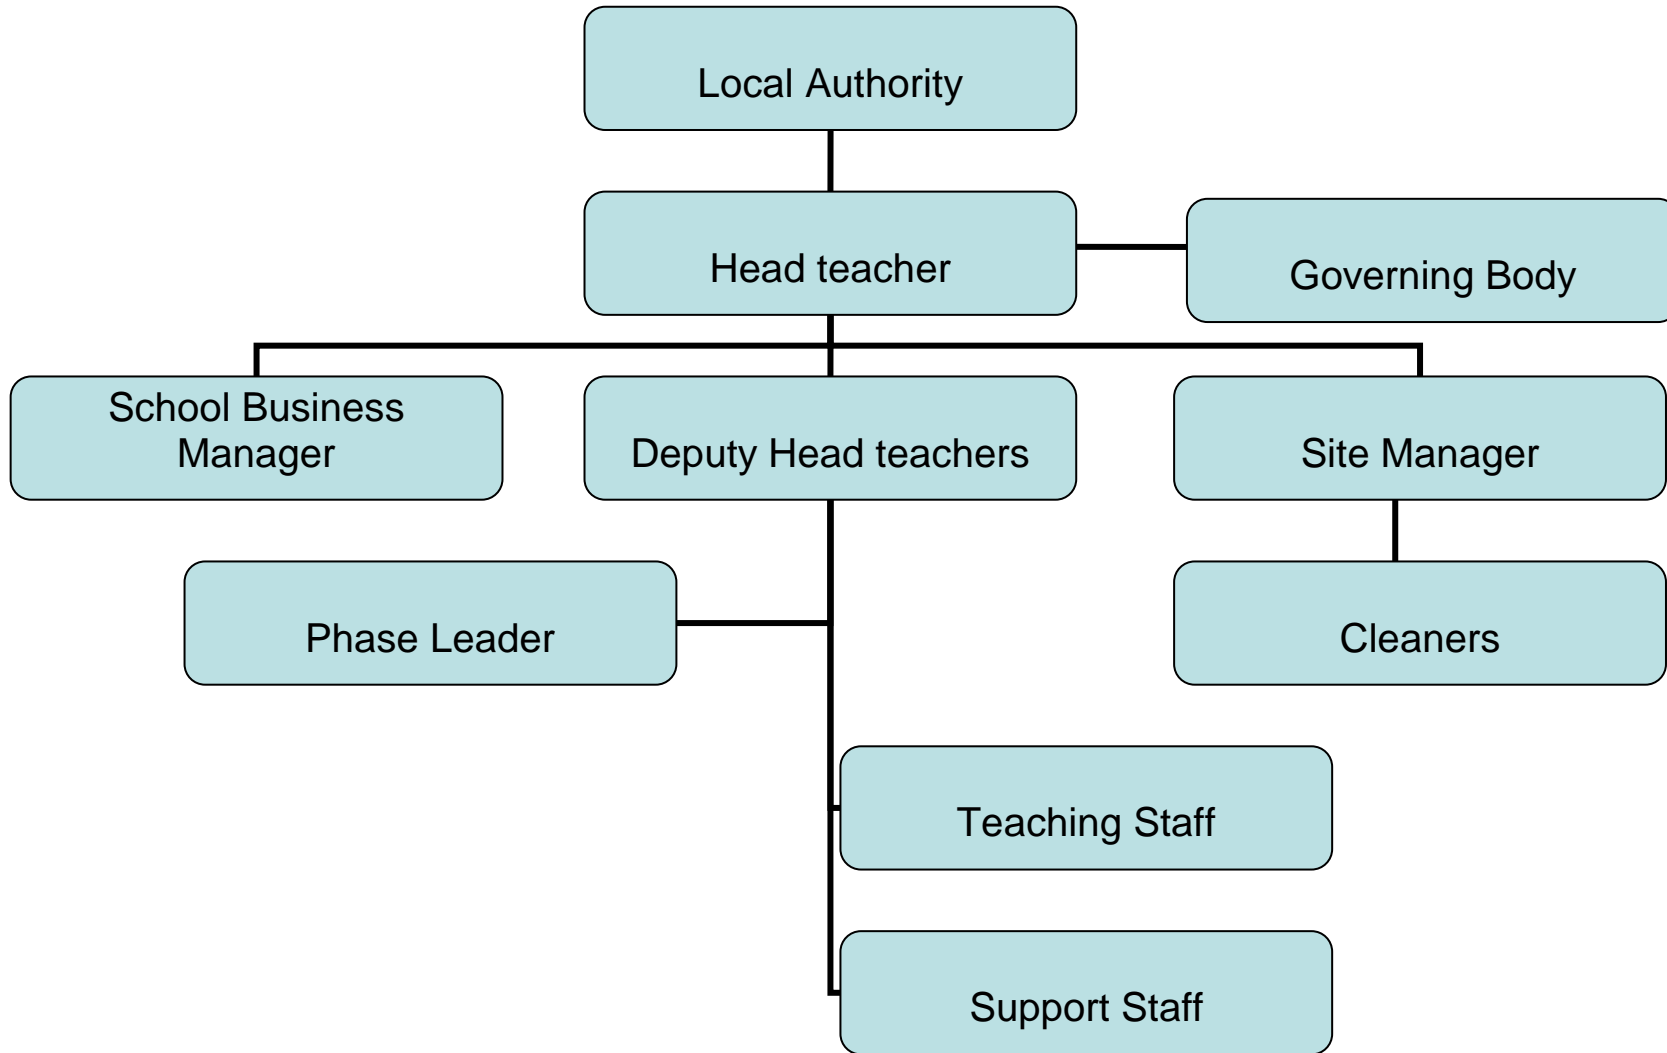 Local Authority
Head teacher
Governing Body
School Business
Manager
Deputy Head teachers
Site Manager
Phase Leader
Cleaners
Teaching Staff
Support Staff